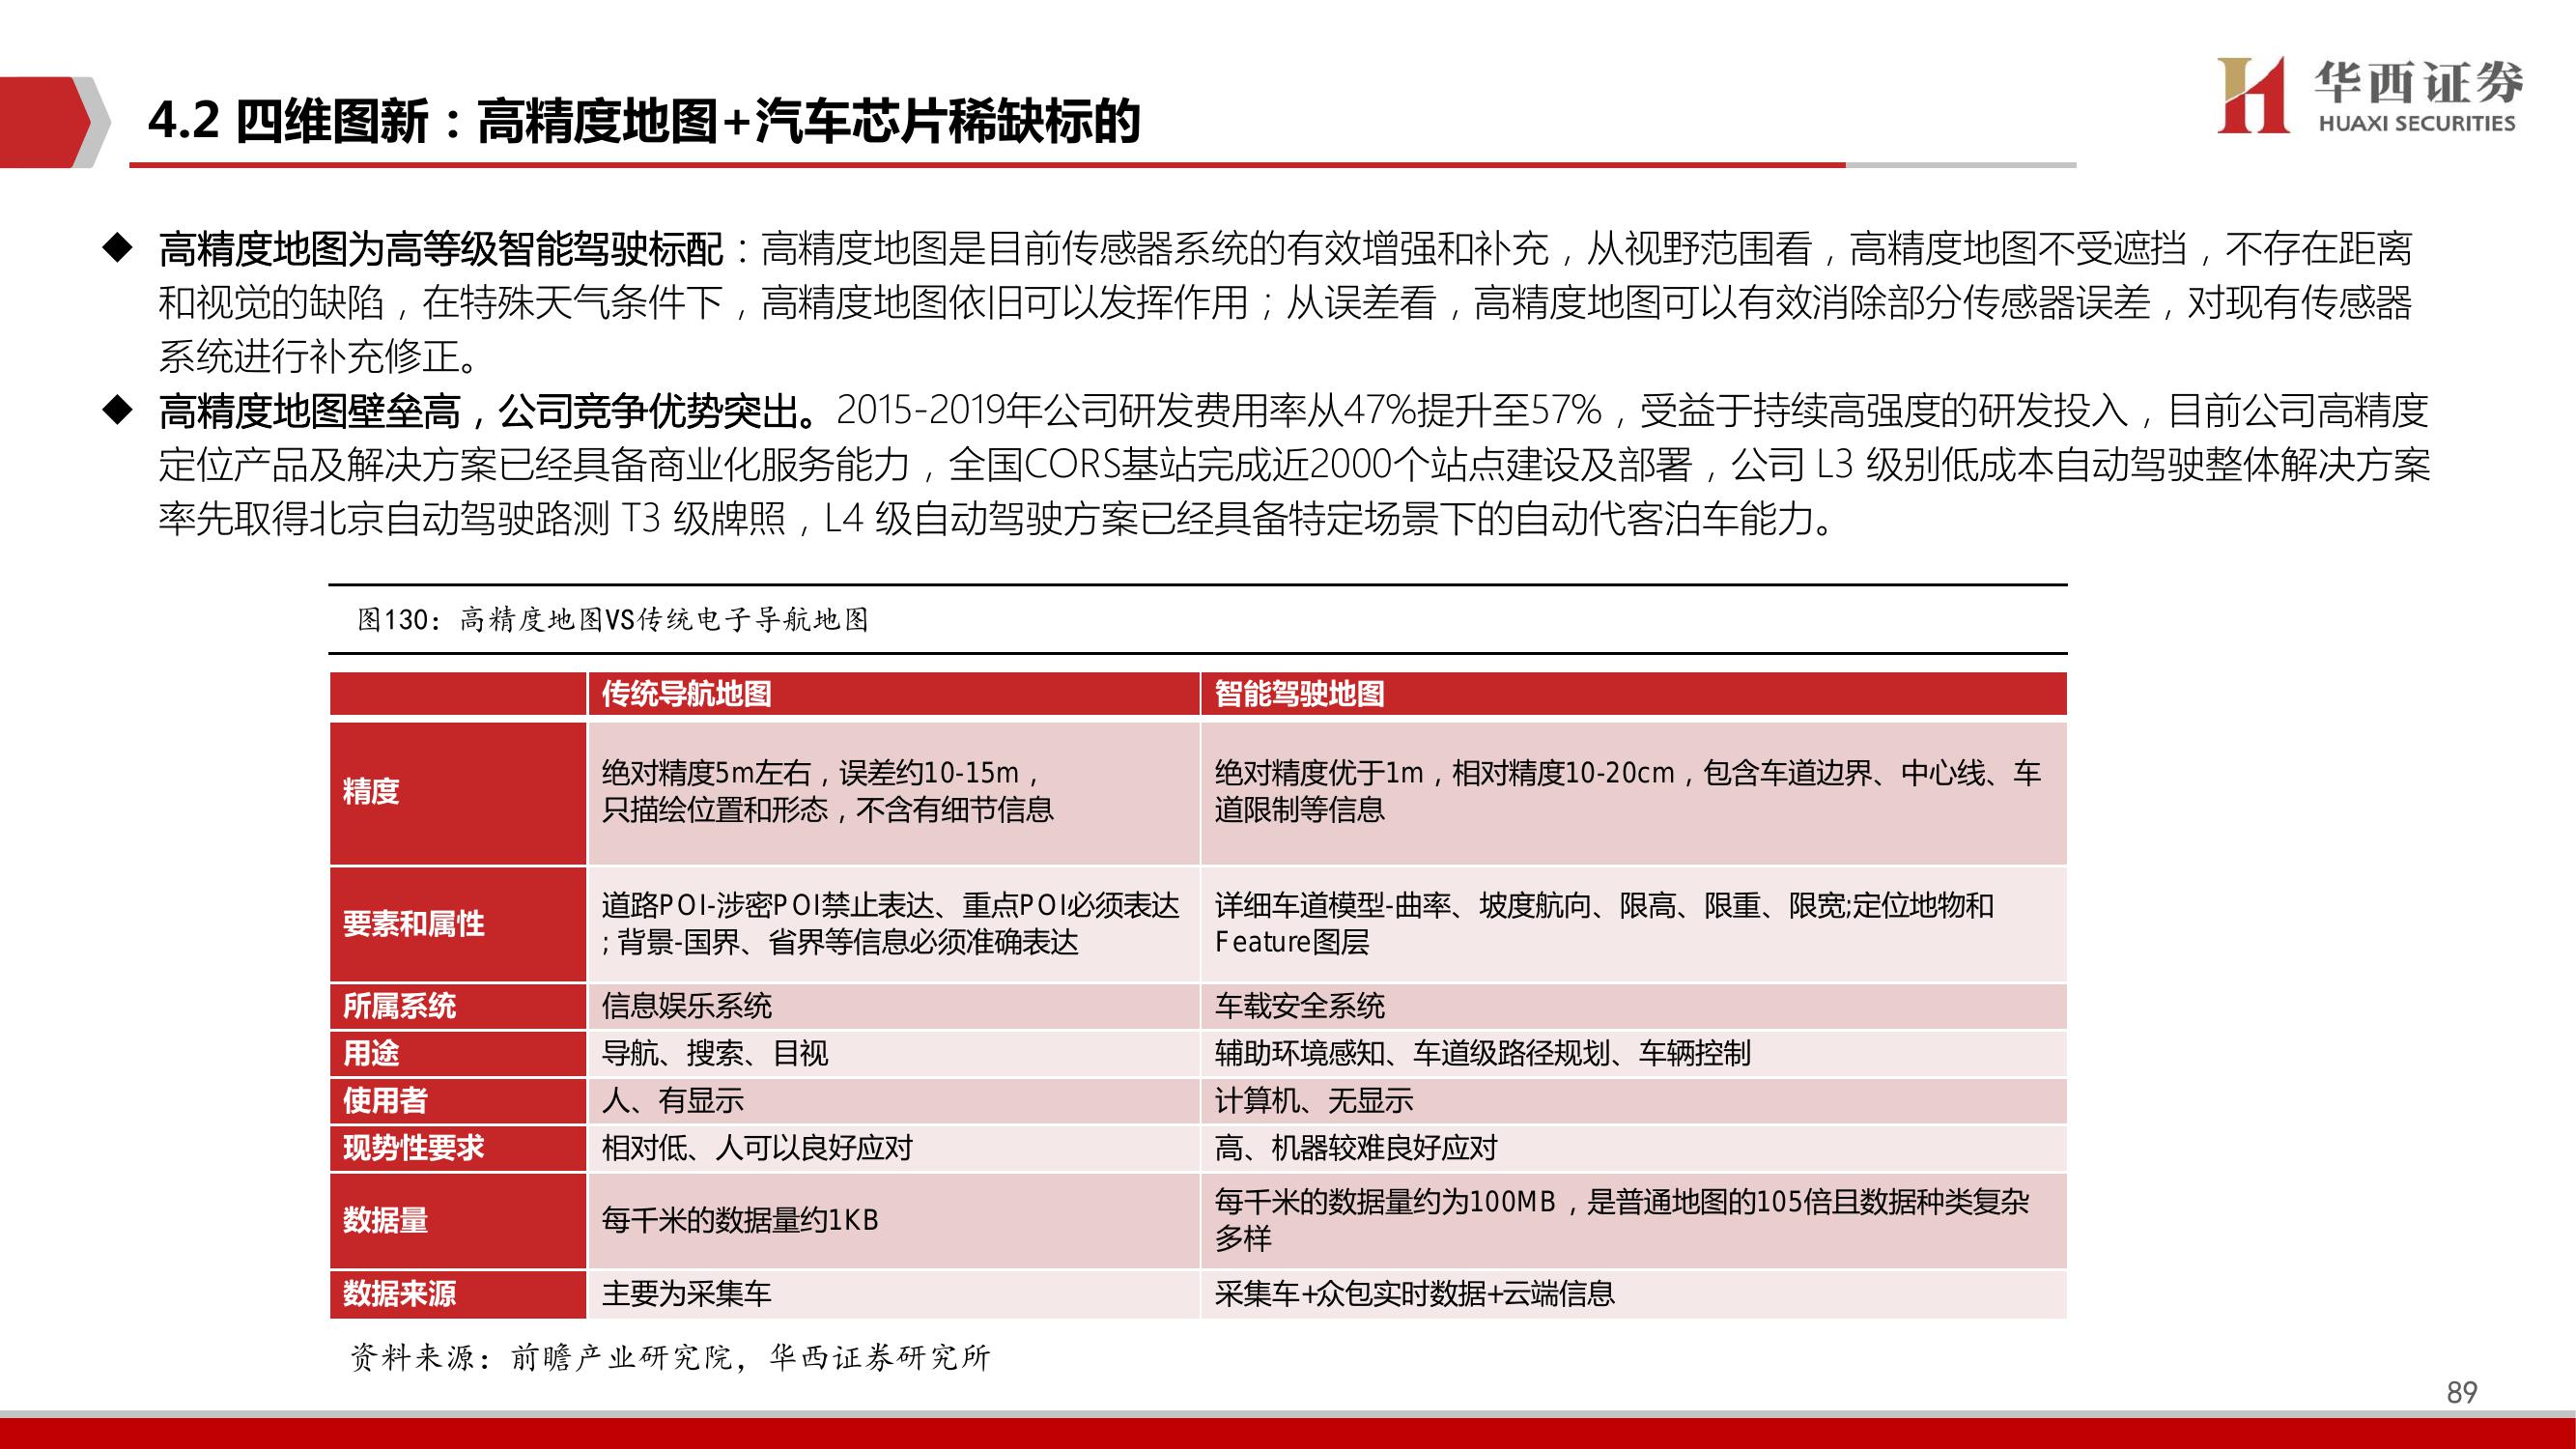 华西证券
HUAXI SECURITIES
4.2 四维图新：高精度地图+汽车芯片稀缺标的
◆ 高精度地图为高等级智能驾驶标配：高精度地图是目前传感器系统的有效增强和补充，从视野范围看，高精度地图不受遮挡，不存在距离
和视觉的缺陷，在特殊天气条件下，高精度地图依旧可以发挥作用；从误差看，高精度地图可以有效消除部分传感器误差，对现有传感器
系统进行补充修正。
◆ 高精度地图壁垒高，公司竞争优势突出。2015-2019年公司研发费用率从47%提升至57%，受益于持续高强度的研发投入，目前公司高精度
定位产品及解决方案已经具备商业化服务能力，全国CORS基站完成近2000个站点建设及部署，公司 L3 级别低成本自动驾驶整体解决方案
率先取得北京自动驾驶路测 T3 级牌照，L4 级自动驾驶方案已经具备特定场景下的自动代客泊车能力。
图130：高精度地图VS传统电子导航地图
传统导航地图
智能驾驶地图
精度
绝对精度5m左右，误差约10-15m，
只描绘位置和形态，不含有细节信息
绝对精度优于1m，相对精度10-20cm，包含车道边界、中心线、车
道限制等信息
要素和属性
道路POI-涉密POI禁止表达、重点POI必须表达
; 背景-国界、省界等信息必须准确表达
详细车道模型-曲率、坡度航向、限高、限重、限宽;定位地物和
Feature图层
所属系统
信息娱乐系统
车载安全系统
用途
导航、搜索、目视
辅助环境感知、车道级路径规划、车辆控制
使用者
人、有显示
计算机、无显示
现势性要求
相对低、人可以良好应对
高、机器较难良好应对
数据量
每千米的数据量约1KB
每千米的数据量约为100MB，是普通地图的105倍且数据种类复杂
多样
数据来源
主要为采集车
采集车+众包实时数据+云端信息
资料来源：前瞻产业研究院，华西证券研究所
89